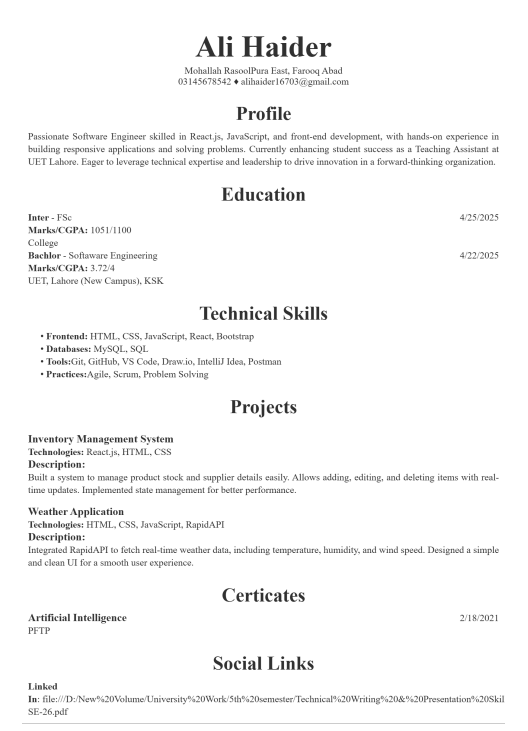 Ali Haider
Mohallah RasoolPura East, Farooq Abad
03145678542 ♦ alihaider16703@gmail.com
Profile
Passionate Software Engineer skilled in React.js, JavaScript, and front-end development, with hands-on experience in
building responsive applications and solving problems. Currently enhancing student success as a Teaching Assistant at
UET Lahore. Eager to leverage technical expertise and leadership to drive innovation in a forward-thinking organization.
Education
Inter - FSc 4/25/2025
Marks/CGPA: 1051/1100
College
Bachlor - Softaware Engineering 4/22/2025
Marks/CGPA: 3.72/4
UET, Lahore (New Campus), KSK
Technical Skills
• Frontend: HTML, CSS, JavaScript, React, Bootstrap
• Databases: MySQL, SQL
• Tools:Git, GitHub, VS Code, Draw.io, IntelliJ Idea, Postman
• Practices:Agile, Scrum, Problem Solving
Projects
Inventory Management System
Technologies: React.js, HTML, CSS
Description:
Built a system to manage product stock and supplier details easily. Allows adding, editing, and deleting items with real-
time updates. Implemented state management for better performance.
Weather Application
Technologies: HTML, CSS, JavaScript, RapidAPI
Description:
Integrated RapidAPI to fetch real-time weather data, including temperature, humidity, and wind speed. Designed a simple
and clean UI for a smooth user experience.
Certicates
Artificial Intelligence 2/18/2021
PFTP
Social Links
Linked
In: file:///D:/New%20Volume/University%20Work/5th%20semester/Technical%20Writing%20&%20Presentation%20Skil
SE-26.pdf